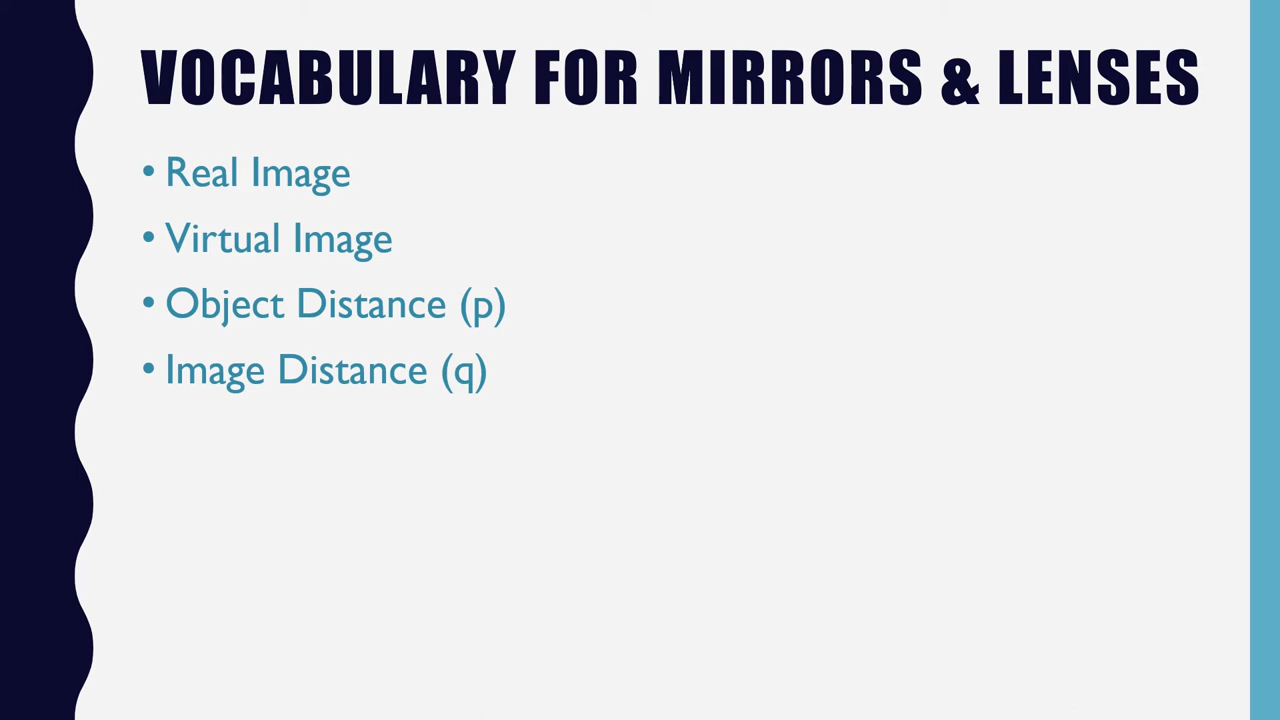 VOCABULARY FOR MIRRORS & LENSES
• Real Image
• Virtual Image
• Object Distance (p)
• Image Distance (q)